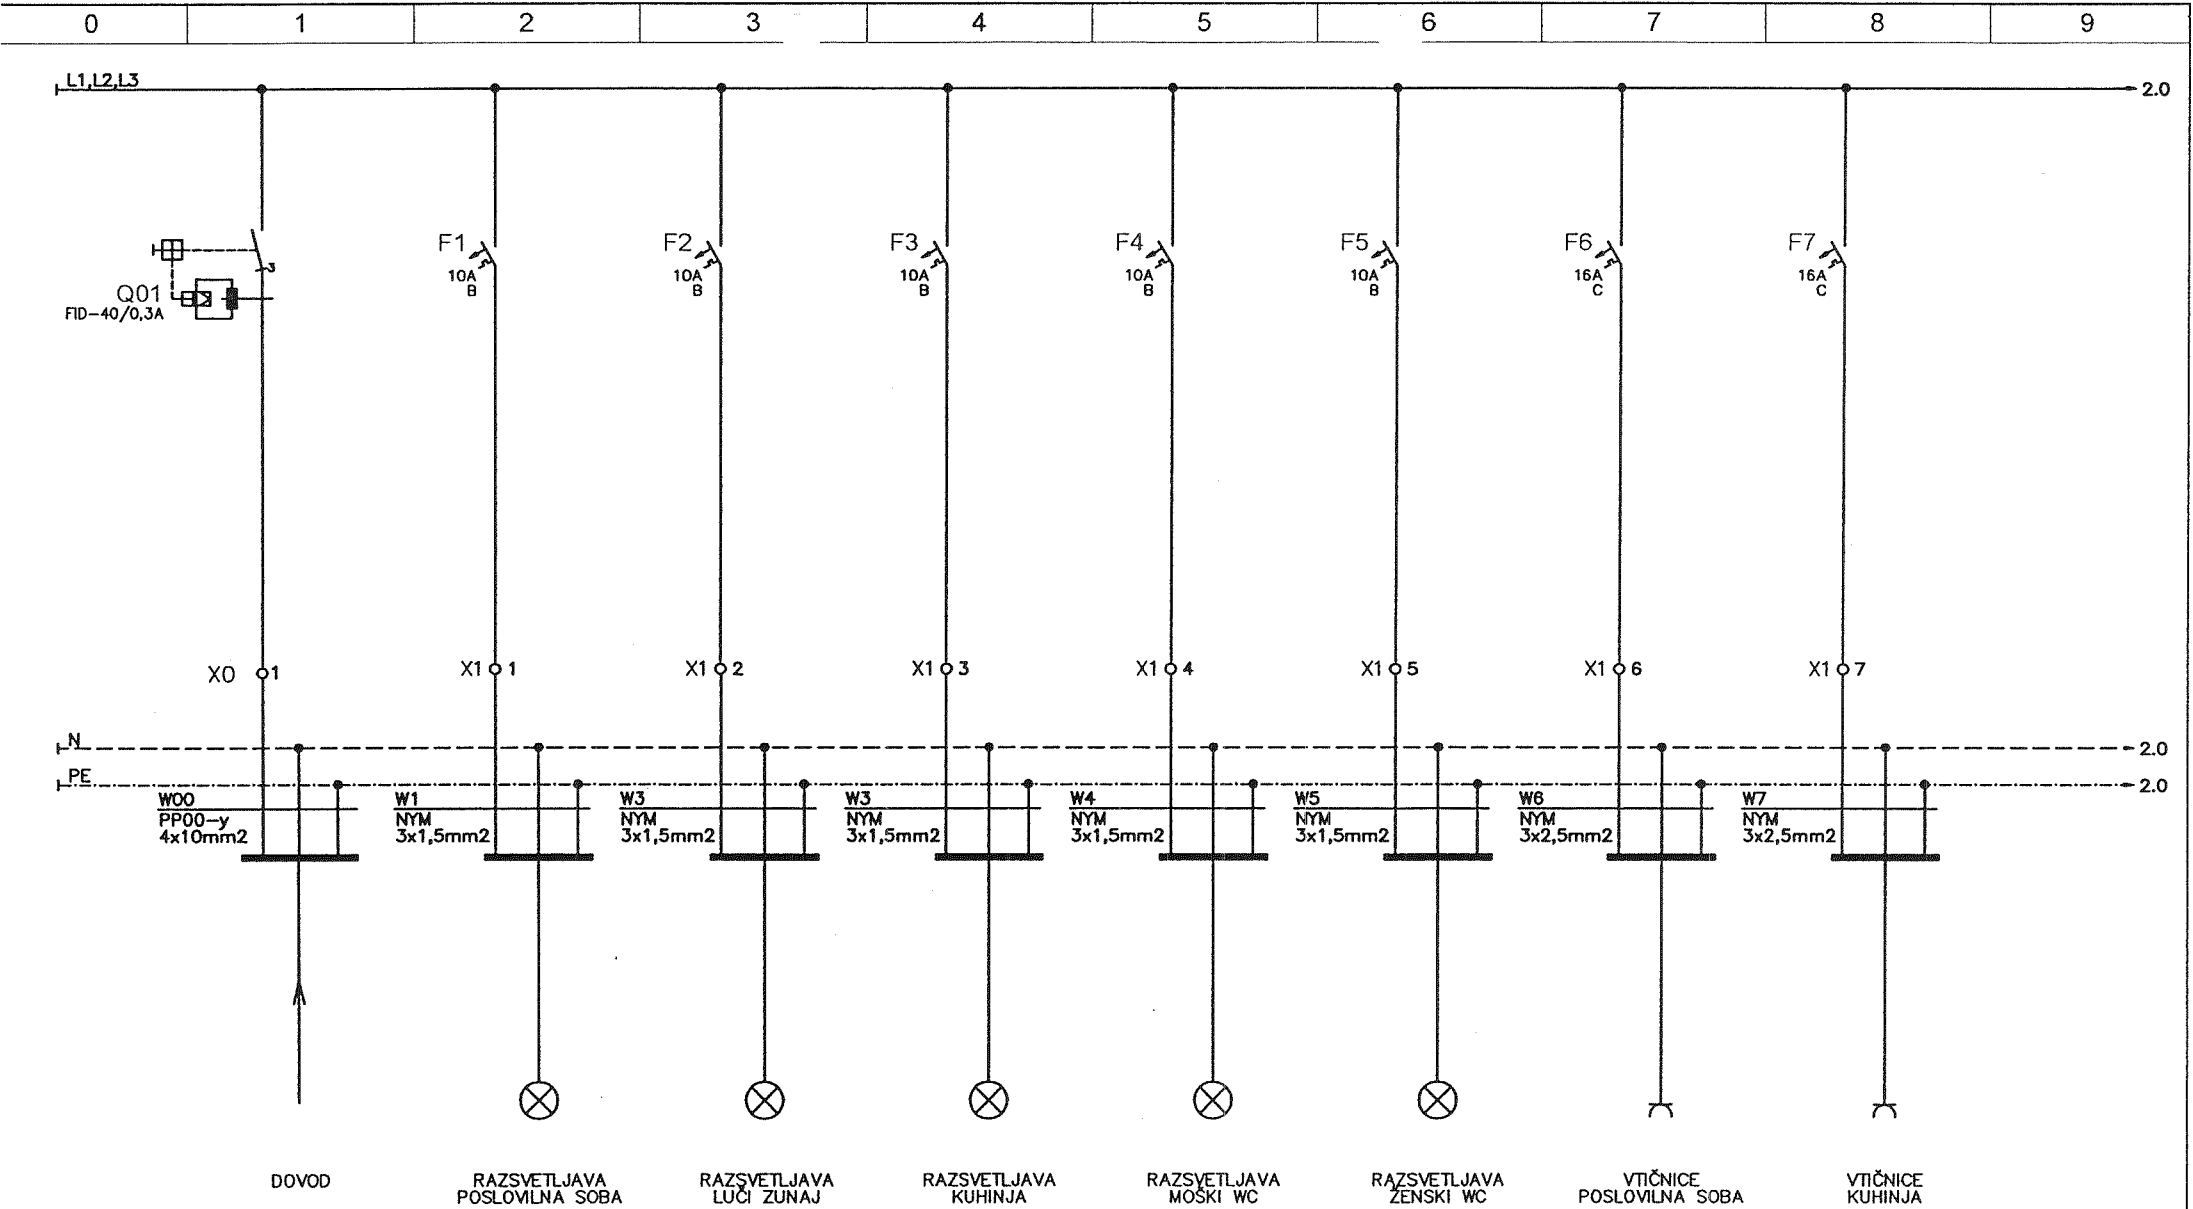 0 1 2 3 4 5 6 7 8 9
L1,L2,L3 2.0
F1 F2 F3 F4 F5 F6 F7
10A 10A 10A 10A 10A 16A 16A
B B B B B C C
3
Q01
FID-40/0,3A
X0 1 X1 1 X1 2 X1 3 X1 4 X1 5 X1 6 X1 7
N 2.0
PE 2.0
W00 W1 W3 W3 W4 W5 W6 W7
PP00-y NYM NYM NYM NYM NYM NYM NYM
4x10mm2 3x1,5mm2 3x1,5mm2 3x1,5mm2 3x1,5mm2 3x1,5mm2 3x2,5mm2 3x2,5mm2
DOVOD RAZSVETLJAVA RAZSVETLJAVA RAZSVETLJAVA RAZSVETLJAVA RAZSVETLJAVA VTIČNICE VTIČNICE
POSLOVILNA SOBA LUČI ZUNAJ KUHINJA MOŠKI WC ŽENSKI WC POSLOVILNA SOBA KUHINJA